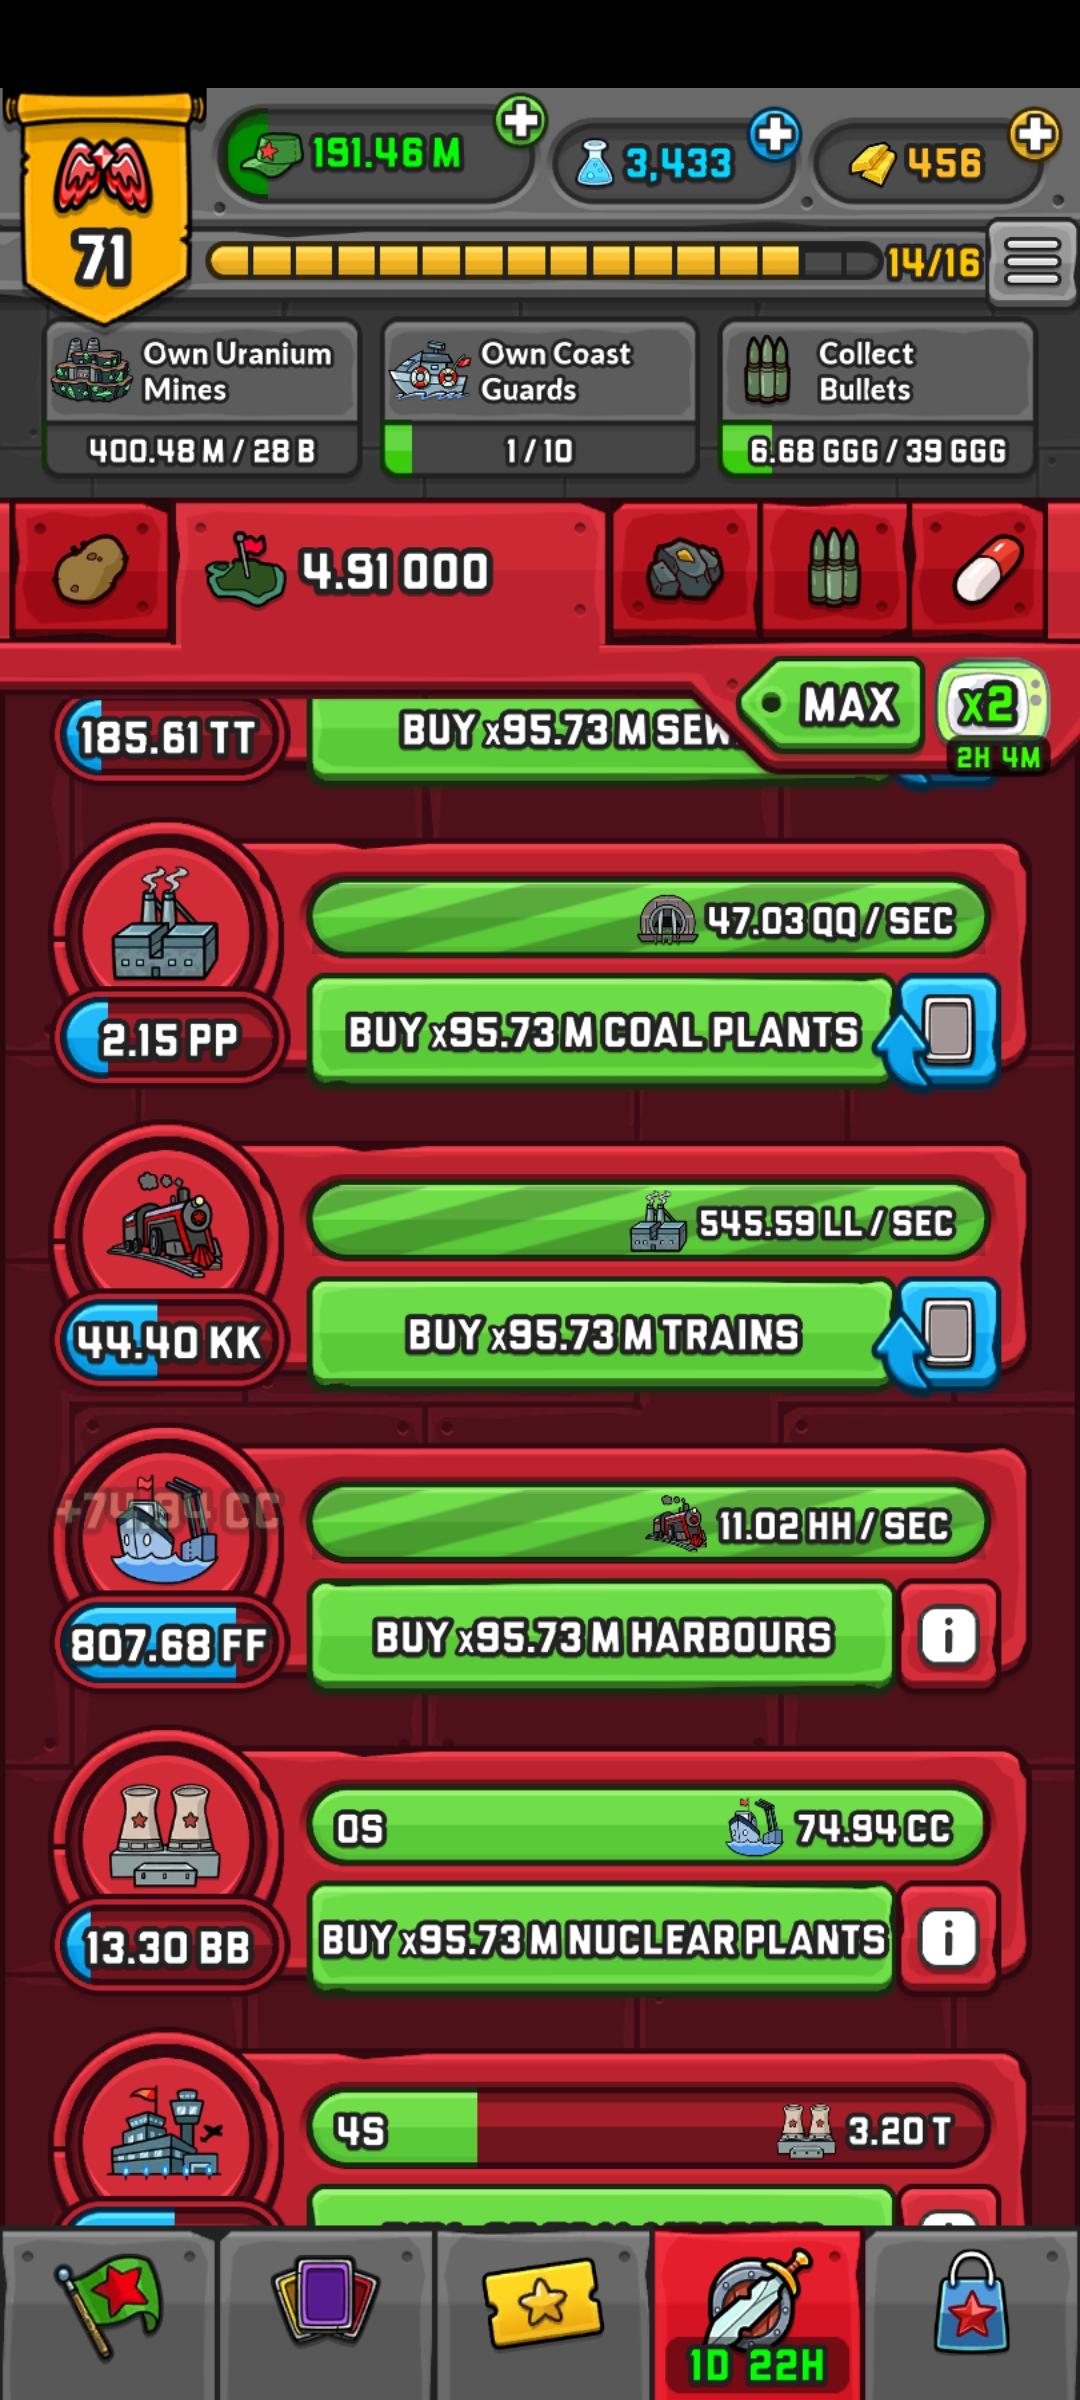 191.46 M
3,433
456
71
14/16
Own Uranium
Mines
400.48 M / 28 B
Own Coast
Guards
1 / 10
Collect
Bullets
6.68 GGG / 39 GGG
4.91 000
MAX
x2
2H 4M
185.61 TT
BUY x95.73 M SEW
47.03 QQ / SEC
2.15 PP
BUY x95.73 M COAL PLANTS
545.59 LL / SEC
44.40 KK
BUY x95.73 M TRAINS
+74.94 CC
11.02 HH / SEC
807.68 FF
BUY x95.73 M HARBOURS
i
0S
74.94 CC
13.30 BB
BUY x95.73 M NUCLEAR PLANTS
i
4S
3.20 T
1D 22H